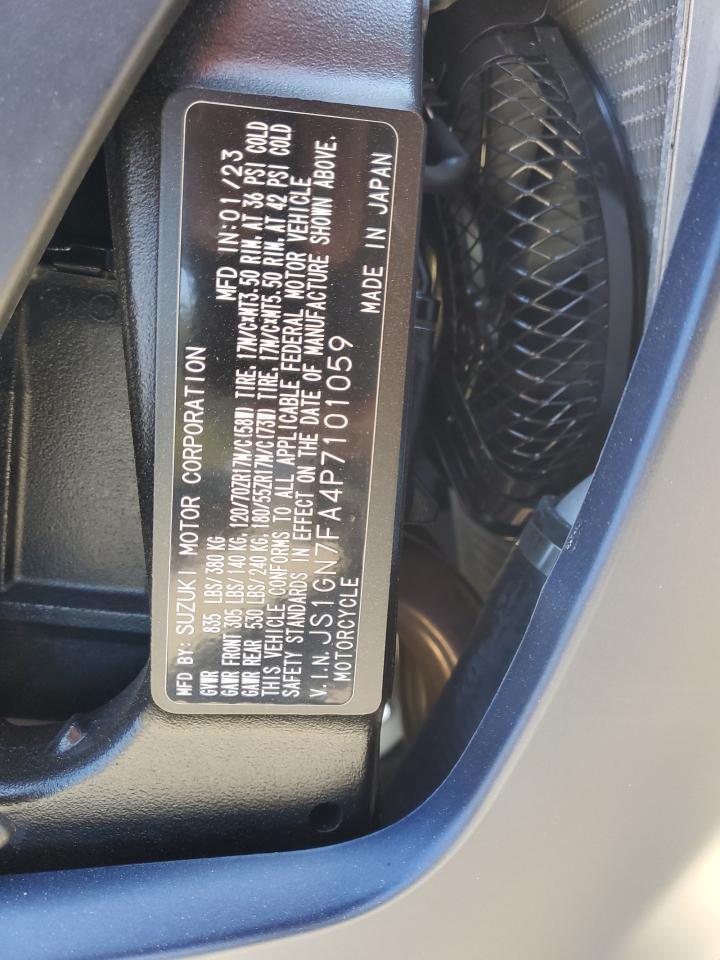 MFD BY: SUZUKI MOTOR CORPORATION
MFD IN:01/23
GVWR 835 LBS/380 KG
GAWR FRONT 305 LBS/140 KG, 120/70ZR17M/C(58W) TIRE, 17M/C×MT3.50 RIM, AT 36 PSI COLD
GAWR REAR 530 LBS/240 KG, 180/55ZR17M/C(73W) TIRE, 17M/C×MT5.50 RIM, AT 42 PSI COLD
THIS VEHICLE CONFORMS TO ALL APPLICABLE FEDERAL MOTOR VEHICLE
SAFETY STANDARDS IN EFFECT ON THE DATE OF MANUFACTURE SHOWN ABOVE.
V.I.N. JS1GN7FA4P7101059
MOTORCYCLE MADE IN JAPAN